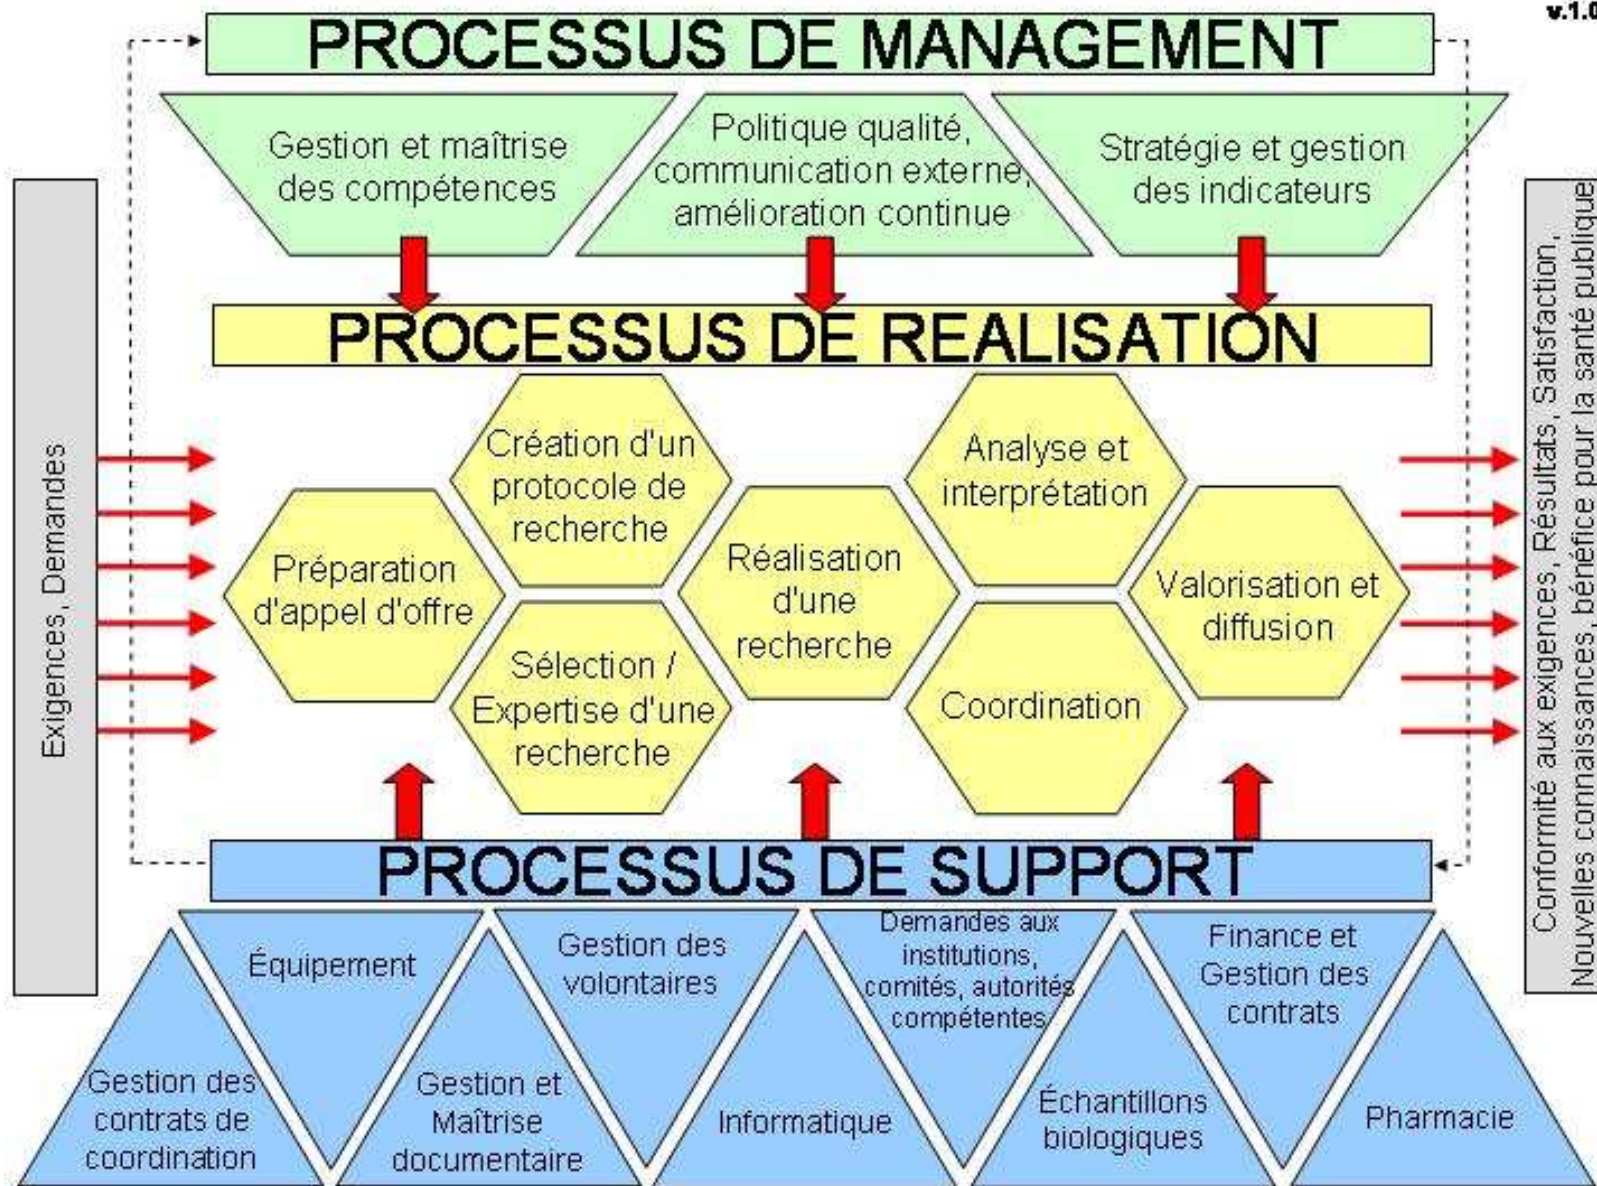 v.1.0
PROCESSUS DE MANAGEMENT
Gestion et maîtrise
des compétences
Politique qualité,
communication externe,
amélioration continue
Stratégie et gestion
des indicateurs
Exigences, Demandes
PROCESSUS DE REALISATION
Préparation
d'appel d'offre
Création d'un
protocole de
recherche
Sélection /
Expertise d'une
recherche
Réalisation
d'une
recherche
Analyse et
interprétation
Coordination
Valorisation et
diffusion
Conformité aux exigences, Résultats, Satisfaction,
Nouvelles connaissances, bénéfice pour la santé publique
PROCESSUS DE SUPPORT
Gestion des
contrats de
coordination
Équipement
Gestion et
Maîtrise
documentaire
Gestion des
volontaires
Informatique
Demandes aux
institutions,
comités, autorités
compétentes
Échantillons
biologiques
Finance et
Gestion des
contrats
Pharmacie